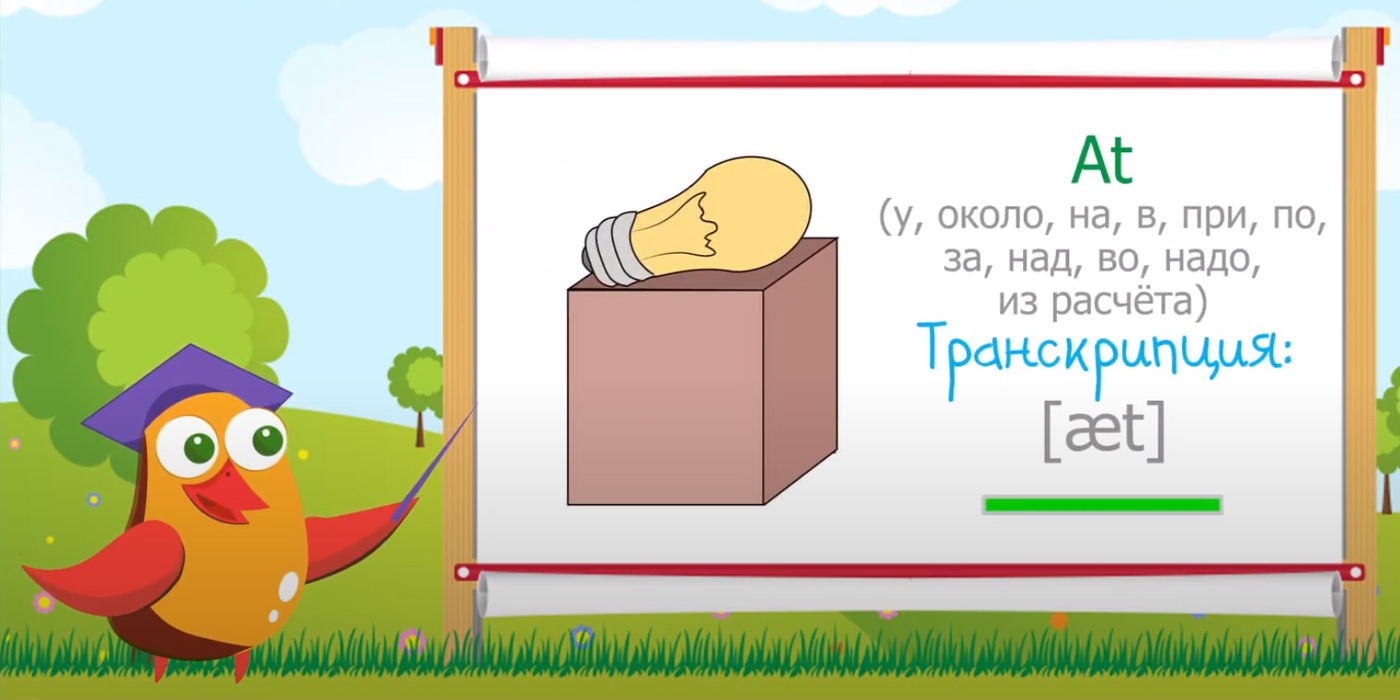 At
(у, около, на, в, при, по,
за, над, во, надо,
из расчёта)
Транскрипция:
[æt]